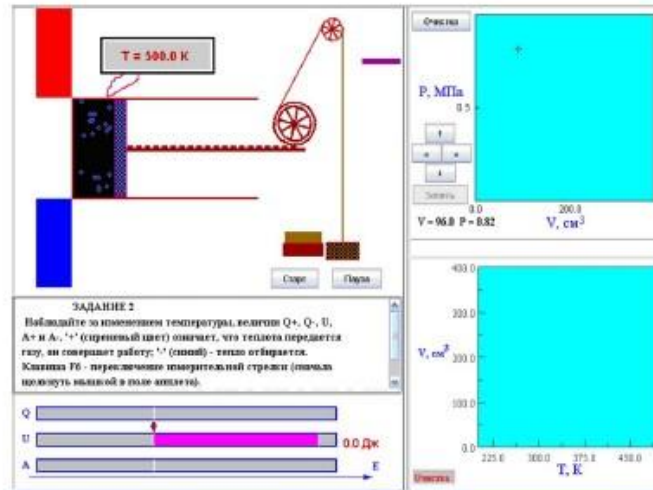 T = 500.0 K
Старт
Пауза
ЗАДАНИЕ 2
Наблюдайте за изменением температуры, величин Q+, Q-, U,
A+ и A-. '+' (сиреневый цвет) означает, что теплота передается
газу, он совершает работу; '-' (синий) - тепло отбирается.
Клавиша F6 - переключение измерительной стрелки (сначала
щелкнуть мышкой в поле апплета).
Q
U
0.0 Дж
A
E
Очистка
P, МПа
0.5
0.0
200.0
V = 96.0 P = 0.82
V, см3
400.0
V, см3
300.0
200.0
100.0
0.0
225.0
300.0
375.0
450.0
T, К
Очистка